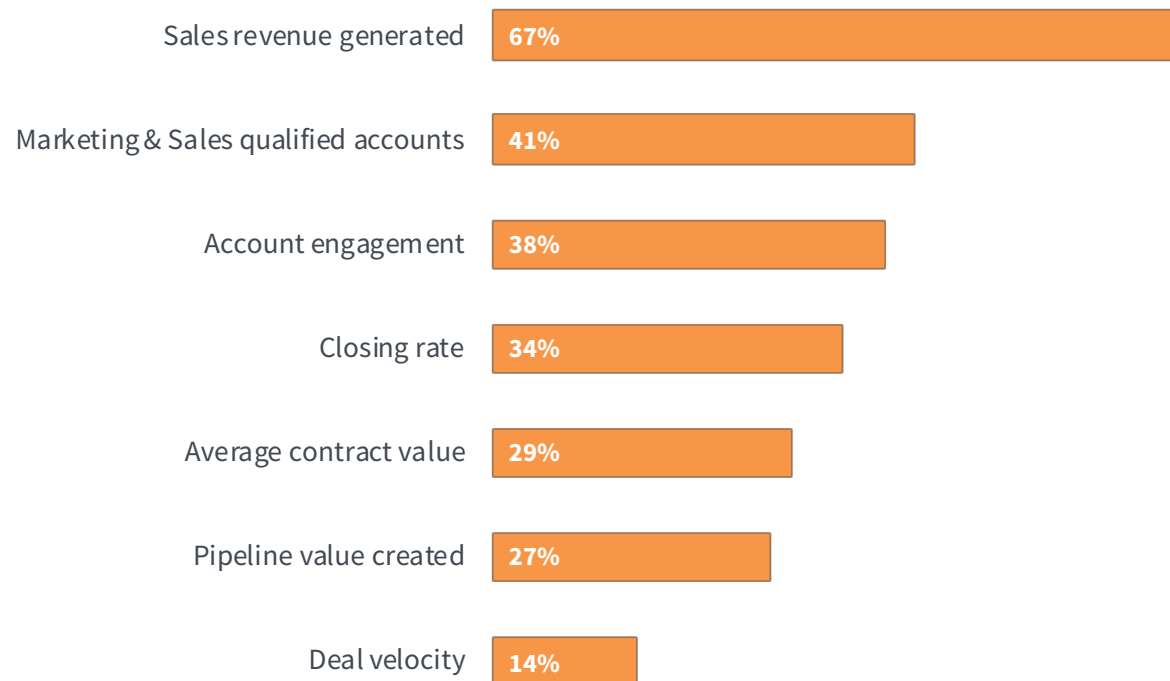 Sales revenue generated 67%
Marketing & Sales qualified accounts 41%
Account engagement 38%
Closing rate 34%
Average contract value 29%
Pipeline value created 27%
Deal velocity 14%